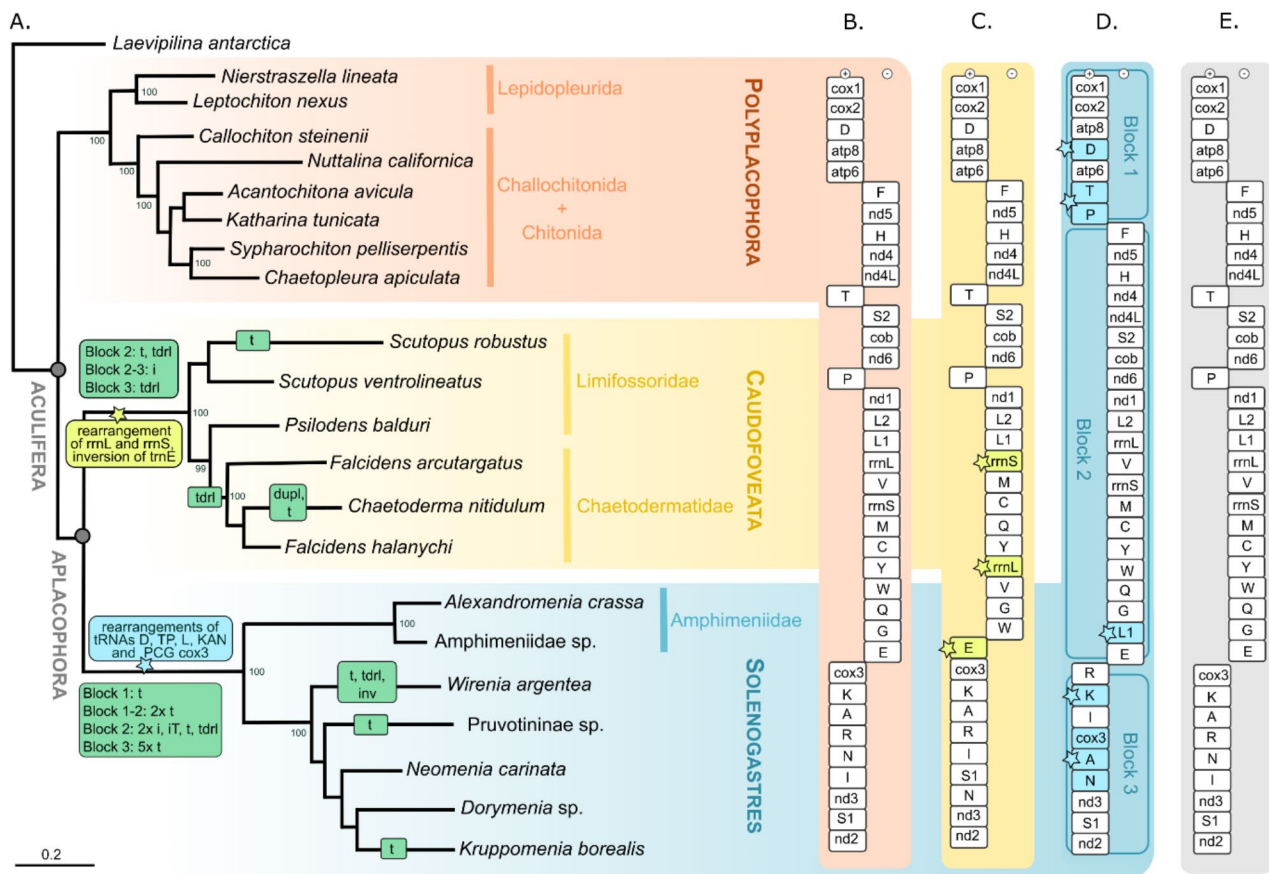 A.
B.
C.
D.
E.
Laevipilina antarctica
Nierstraszella lineata
Leptochiton nexus
Callochiton steinenii
Nuttalina californica
Acantochitona avicula
Katharina tunicata
Sypharochiton pelliserpentis
Chaetopleura apiculata
100
100
100
100
Lepidopleurida
Challochitonida
+
Chitonida
POLYPLACOPHORA
Block 2: t, tdrl
Block 2-3: i
Block 3: tdrl
rearrangement
of rrnL and rrnS,
inversion of trnE
t
Scutopus robustus
Scutopus ventrolineatus
Psilodens balduri
Falcidens arcutargatus
Chaetoderma nitidulum
Falcidens halanychi
100
99
tdrl
100
dupl,
t
Limifossoridae
Chaetodermatidae
CAUDOFOVEATA
ACULIFERA
APLACOPHORA
rearrangements of
tRNAs D, TP, L, KAN
and PCG cox3
Block 1: t
Block 1-2: 2x t
Block 2: 2x i, iT, t, tdrl
Block 3: 5x t
Alexandromenia crassa
Amphimeniidae sp.
Wirenia argentea
Pruvotininae sp.
Neomenia carinata
Dorymenia sp.
Kruppomenia borealis
100
100
100
t, tdrl,
inv
t
t
Amphimeniidae
SOLENOGASTRES
0.2
+ -
cox1
cox2
D
atp8
atp6
F
nd5
H
nd4
nd4L
T
S2
cob
nd6
P
nd1
L2
L1
rrnL
V
rrnS
M
C
Y
W
Q
G
E
cox3
K
A
R
N
I
nd3
S1
nd2
+ -
cox1
cox2
D
atp8
atp6
F
nd5
H
nd4
nd4L
T
S2
cob
nd6
P
nd1
L2
L1
rrnS
M
C
Q
Y
rrnL
V
G
W
E
cox3
K
A
R
I
S1
N
nd3
nd2
+ -
cox1
cox2
atp8
D
atp6
T
P
F
nd5
H
nd4
nd4L
S2
cob
nd6
nd1
L2
rrnL
V
rrnS
M
C
Y
W
Q
G
L1
E
R
K
I
cox3
A
N
nd3
S1
nd2
Block 1
Block 2
Block 3
+ -
cox1
cox2
D
atp8
atp6
F
nd5
H
nd4
nd4L
T
S2
cob
nd6
P
nd1
L2
L1
rrnL
V
rrnS
M
C
Y
W
Q
G
E
cox3
K
A
R
N
I
nd3
S1
nd2